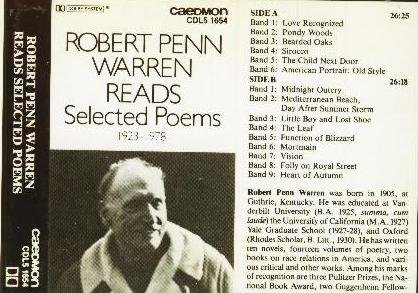 ROBERT PENN WARREN
READS SELECTED POEMS
CAEDMON
CDL5 1654
DOLBY SYSTEM
CAEDMON
CDL5 1654
ROBERT PENN
WARREN
READS
Selected Poems
1923-1978
SIDE A 26:25
Band 1: Love Recognized
Band 2: Pondy Woods
Band 3: Bearded Oaks
Band 4: Sirocco
Band 5: The Child Next Door
Band 6: American Portrait: Old Style
SIDE B 26:18
Band 1: Midnight Outcry
Band 2: Mediterranean Beach,
Day After Summer Storm
Band 3: Little Boy and Lost Shoe
Band 4: The Leaf
Band 5: Function of Blizzard
Band 6: Mortmain
Band 7: Vision
Band 8: Folly on Royal Street
Band 9: Heart of Autumn
Robert Penn Warren was born in 1905, at
Guthrie, Kentucky. He was educated at Van-
derbilt University (B.A. 1925, summa, cum
laude) the University of California (M.A. 1927)
Yale Graduate School (1927-28), and Oxford
(Rhodes Scholar, B. Litt., 1930). He has written
ten novels, fourteen volumes of poetry, two
books on race relations in America, and vari-
ous critical and other works. Among his marks
of recognition are three Pulitzer Prizes, the Na-
tional Book Award, two Guggenheim Fellow-